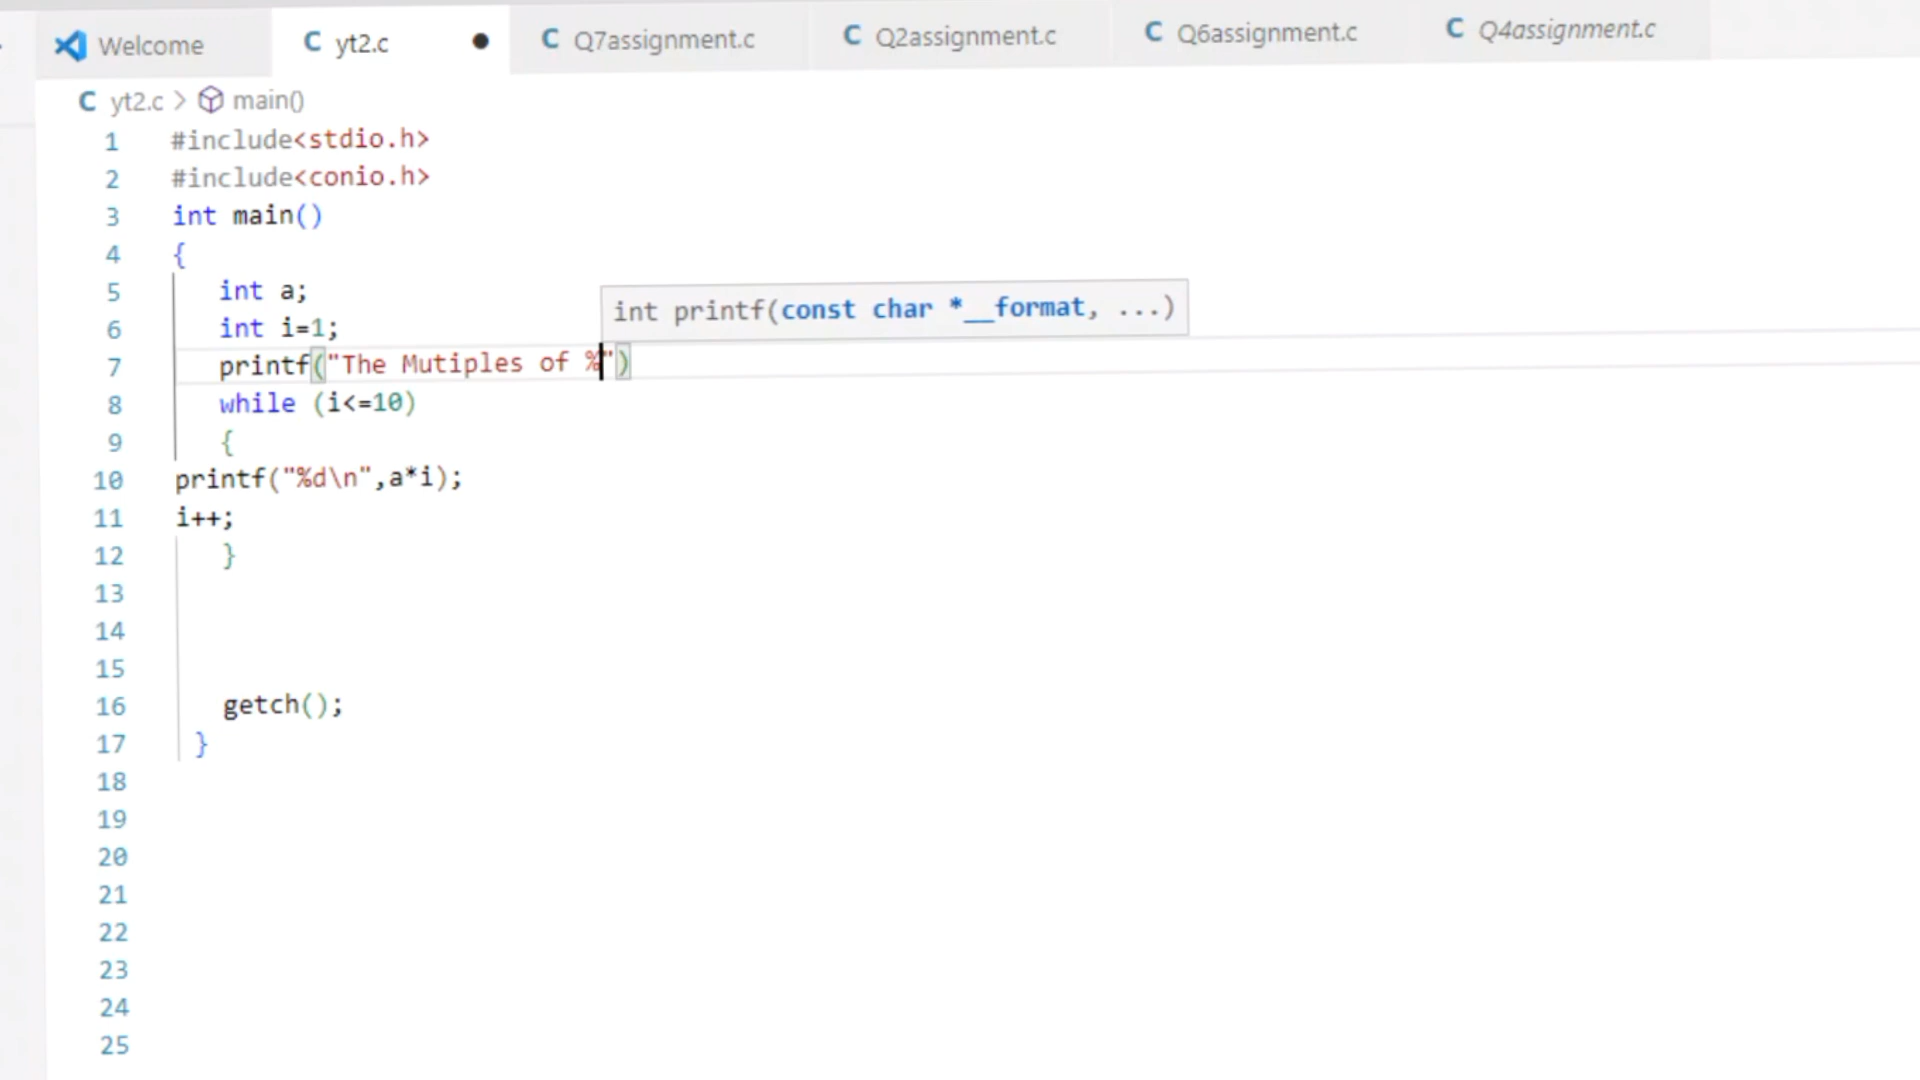 Welcome
C yt2.c ●
C Q7assignment.c
C Q2assignment.c
C Q6assignment.c
C Q4assignment.c
C yt2.c > main()
1 #include<stdio.h>
2 #include<conio.h>
3 int main()
4 {
5 int a;
int printf(const char *__format, ...)
6 int i=1;
7 printf("The Mutiples of %")
8 while (i<=10)
9 {
10 printf("%d\n",a*i);
11 i++;
12 }
13
14
15
16 getch();
17 }
18
19
20
21
22
23
24
25